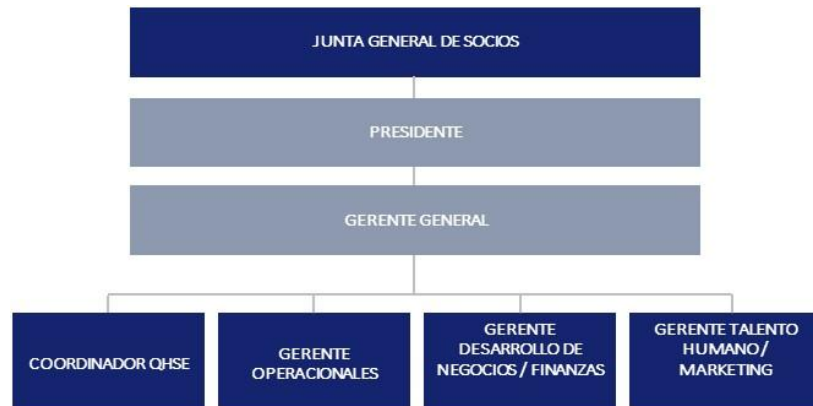 JUNTA GENERAL DE SOCIOS
PRESIDENTE
GERENTE GENERAL
COORDINADOR QHSE
GERENTE
OPERACIONALES
GERENTE
DESARROLLO DE
NEGOCIOS / FINANZAS
GERENTE TALENTO
HUMANO/
MARKETING